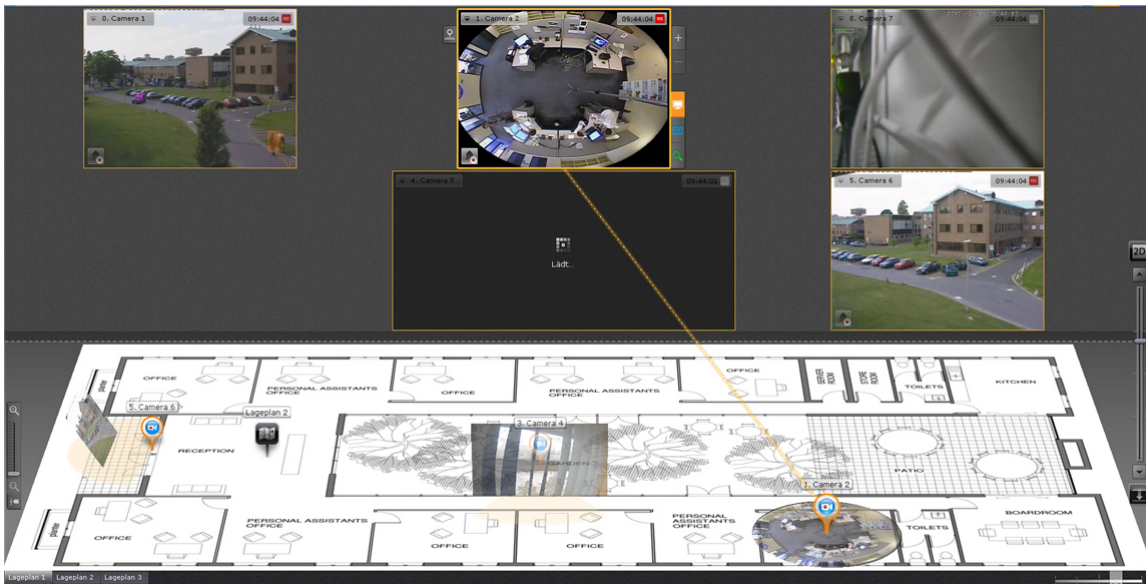 0. Camera 1
09:44:04
1. Camera 2
09:44:04
6. Camera 7
09:44:04
4. Camera 5
Lädt...
5. Camera 6
09:44:04
2D
OFFICE
PERSONAL ASSISTANTS
OFFICE
OFFICE
PERSONAL ASSISTANTS
OFFICE
OFFICE
SERVER
ROOM
STORE
ROOM
TOILETS
KITCHEN
planter
5. Camera 6
Lageplan 2
3. Camera 4
RECEPTION
GARDEN
PATIO
1. Camera 2
planter
OFFICE
PERSONAL ASSISTANTS
OFFICE
OFFICE
OFFICE
PERSONAL
ASSISTANTS
OFFICE
TOILETS
BOARDROOM
Lageplan 1
Lageplan 2
Lageplan 3